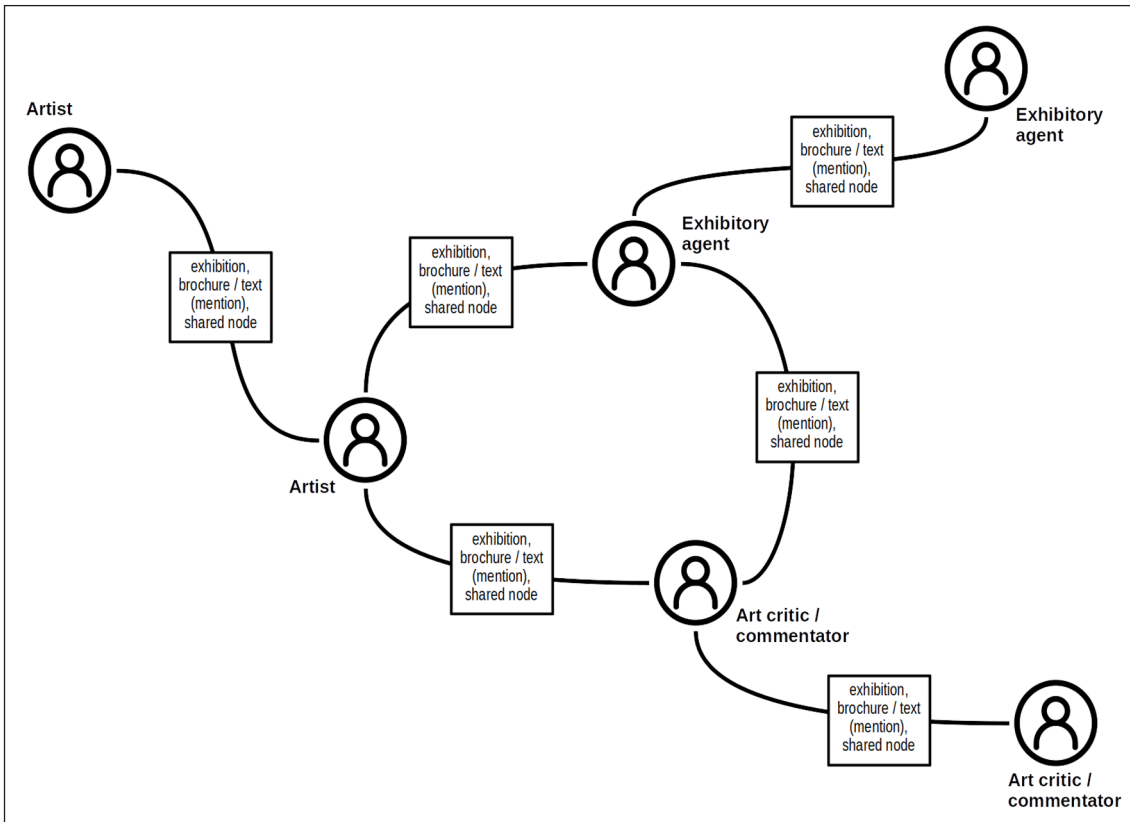 Artist
Exhibitory
agent
exhibition,
brochure / text
(mention),
shared node
exhibition,
brochure / text
(mention),
shared node
exhibition,
brochure / text
(mention),
shared node
Exhibitory
agent
exhibition,
brochure / text
(mention),
shared node
Artist
exhibition,
brochure / text
(mention),
shared node
Art critic /
commentator
exhibition,
brochure / text
(mention),
shared node
Art critic /
commentator